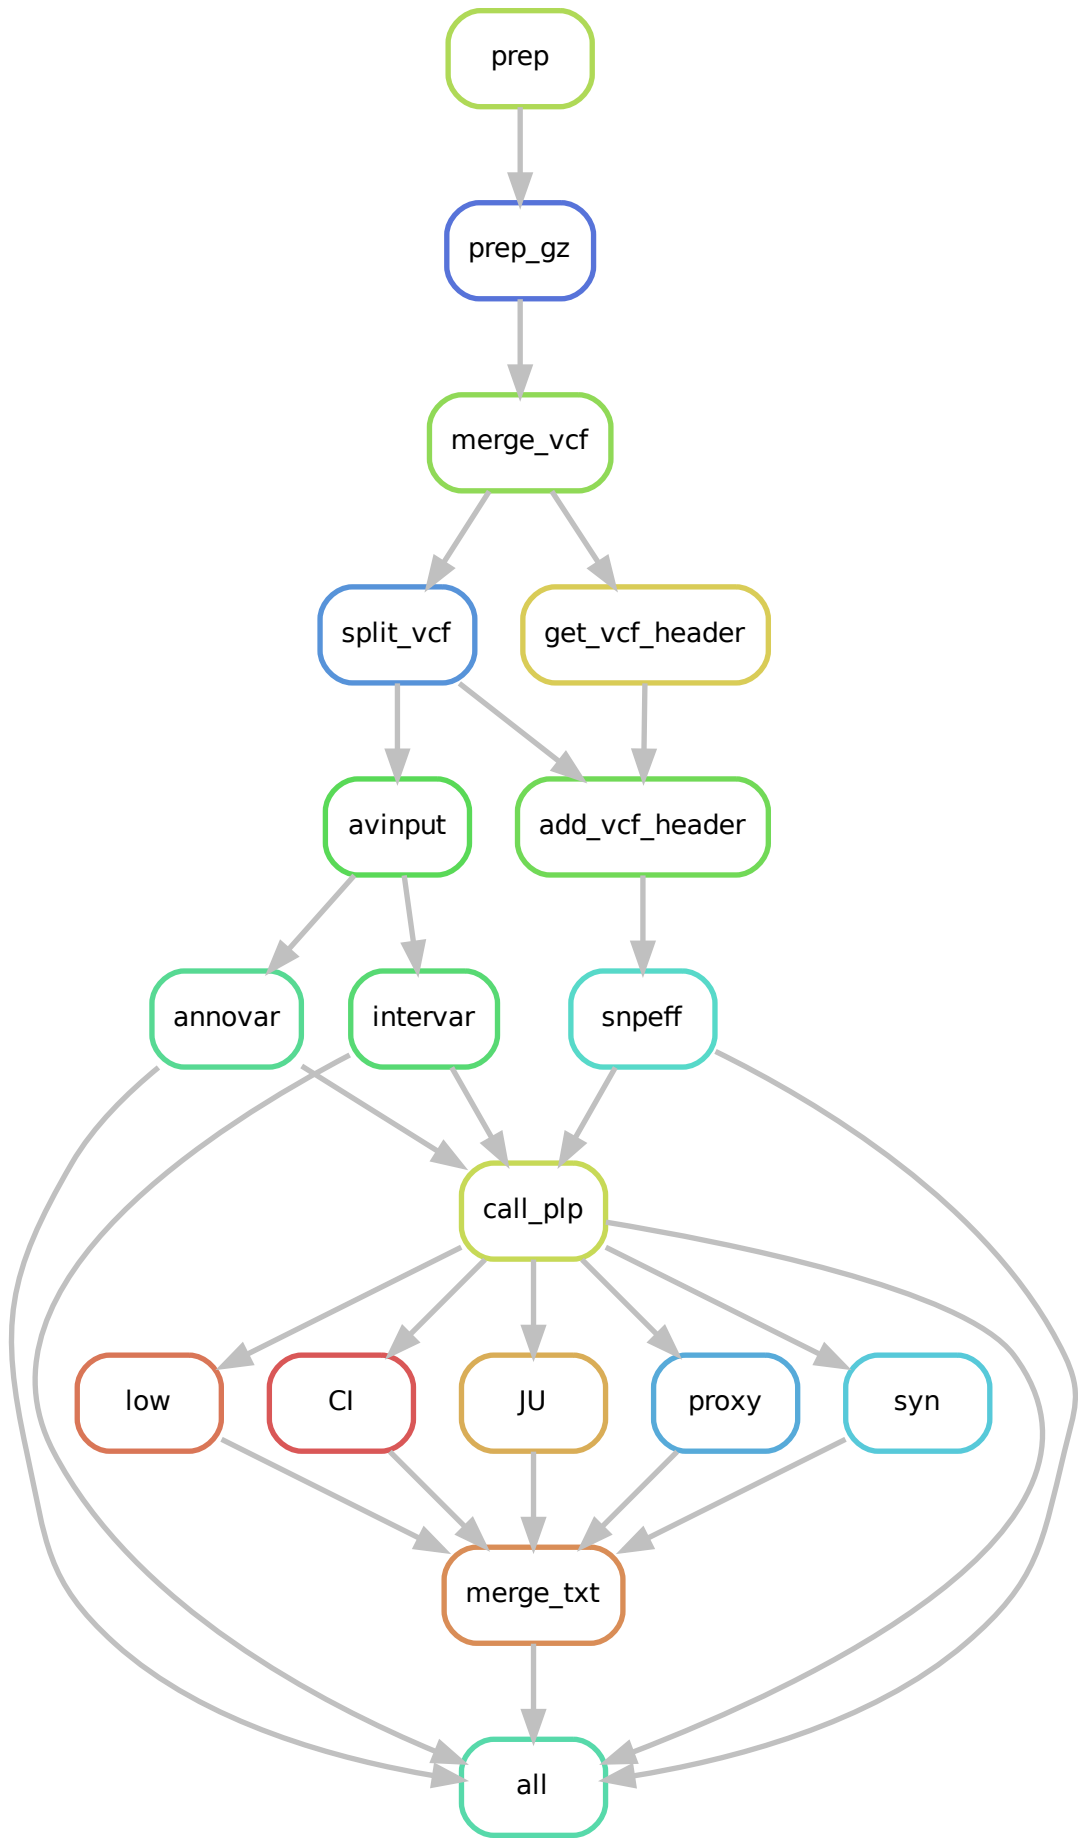 prep
prep_gz
merge_vcf
split_vcf
get_vcf_header
avinput
add_vcf_header
annovar
intervar
snpeff
call_plp
low
CI
JU
proxy
syn
merge_txt
all